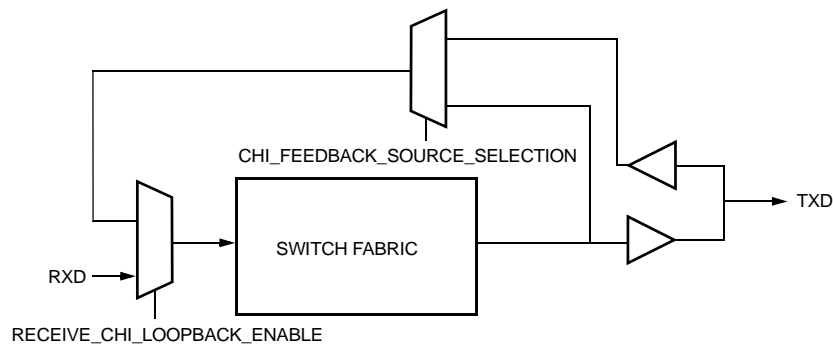 CHI_FEEDBACK_SOURCE_SELECTION
TXD
SWITCH FABRIC
RXD
RECEIVE_CHI_LOOPBACK_ENABLE